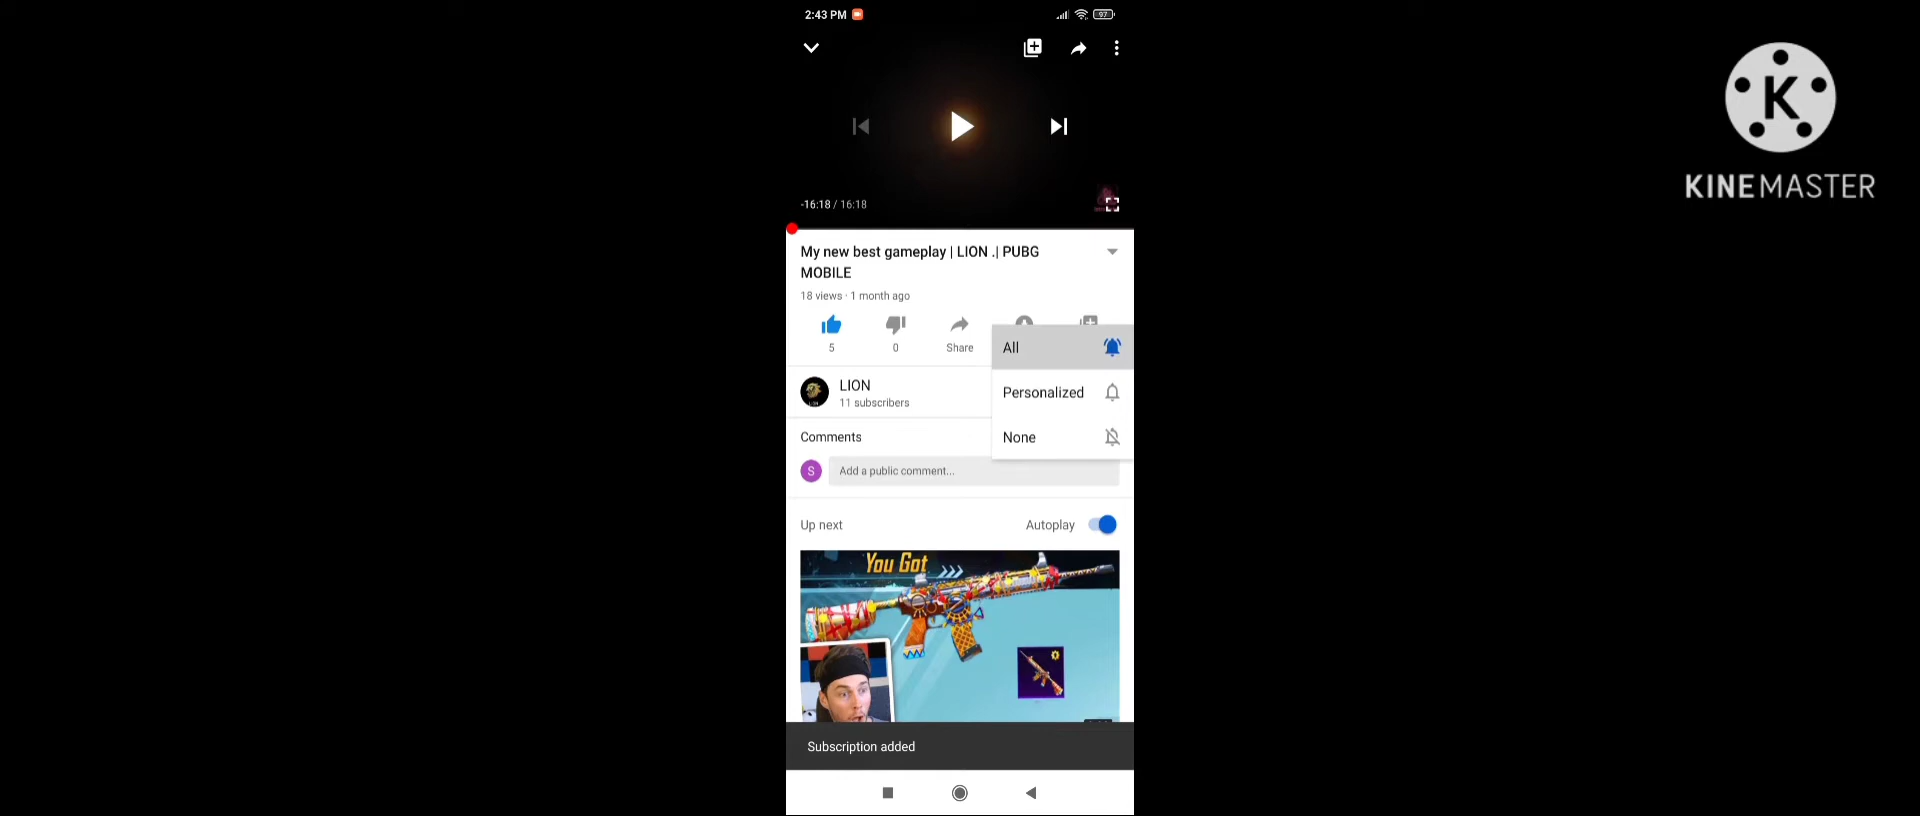 2:43 PM
97
K
KINEMASTER
-16:18 / 16:18
My new best gameplay | LION .| PUBG
MOBILE
18 views · 1 month ago
5
0
Share
All
Personalized
None
LION
11 subscribers
Comments
S
Add a public comment...
Up next
Autoplay
You Got
Subscription added